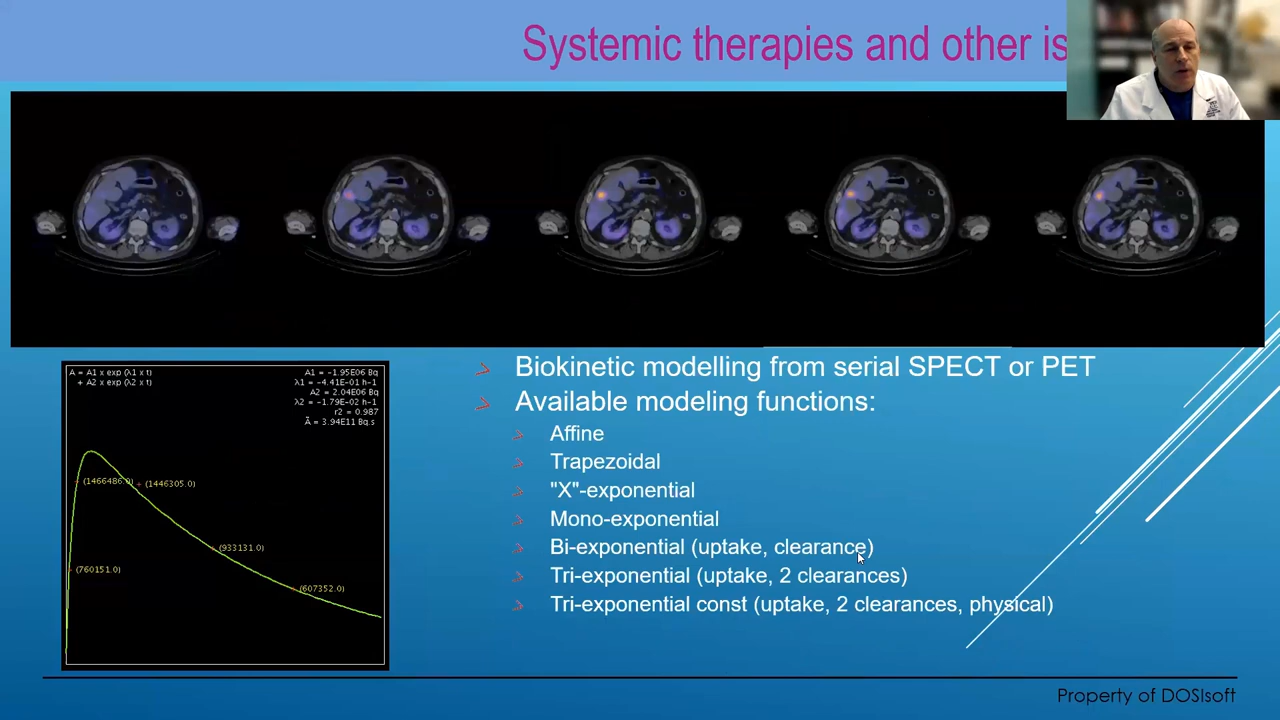 Systemic therapies and other is
A = A1 x exp (λ1 x t)
+ A2 x exp (λ2 x t)
A1 = -1.95E06 Bq
λ1 = -4.41E-01 h-1
A2 = 2.04E06 Bq
λ2 = -1.79E-02 h-1
r2 = 0.987
Ã = 3.94E11 Bq.s
(1466486.0)
(1446305.0)
(933131.0)
(760151.0)
(607352.0)
Biokinetic modelling from serial SPECT or PET
Available modeling functions:
Affine
Trapezoidal
"X"-exponential
Mono-exponential
Bi-exponential (uptake, clearance)
Tri-exponential (uptake, 2 clearances)
Tri-exponential const (uptake, 2 clearances, physical)
Property of DOSIsoft